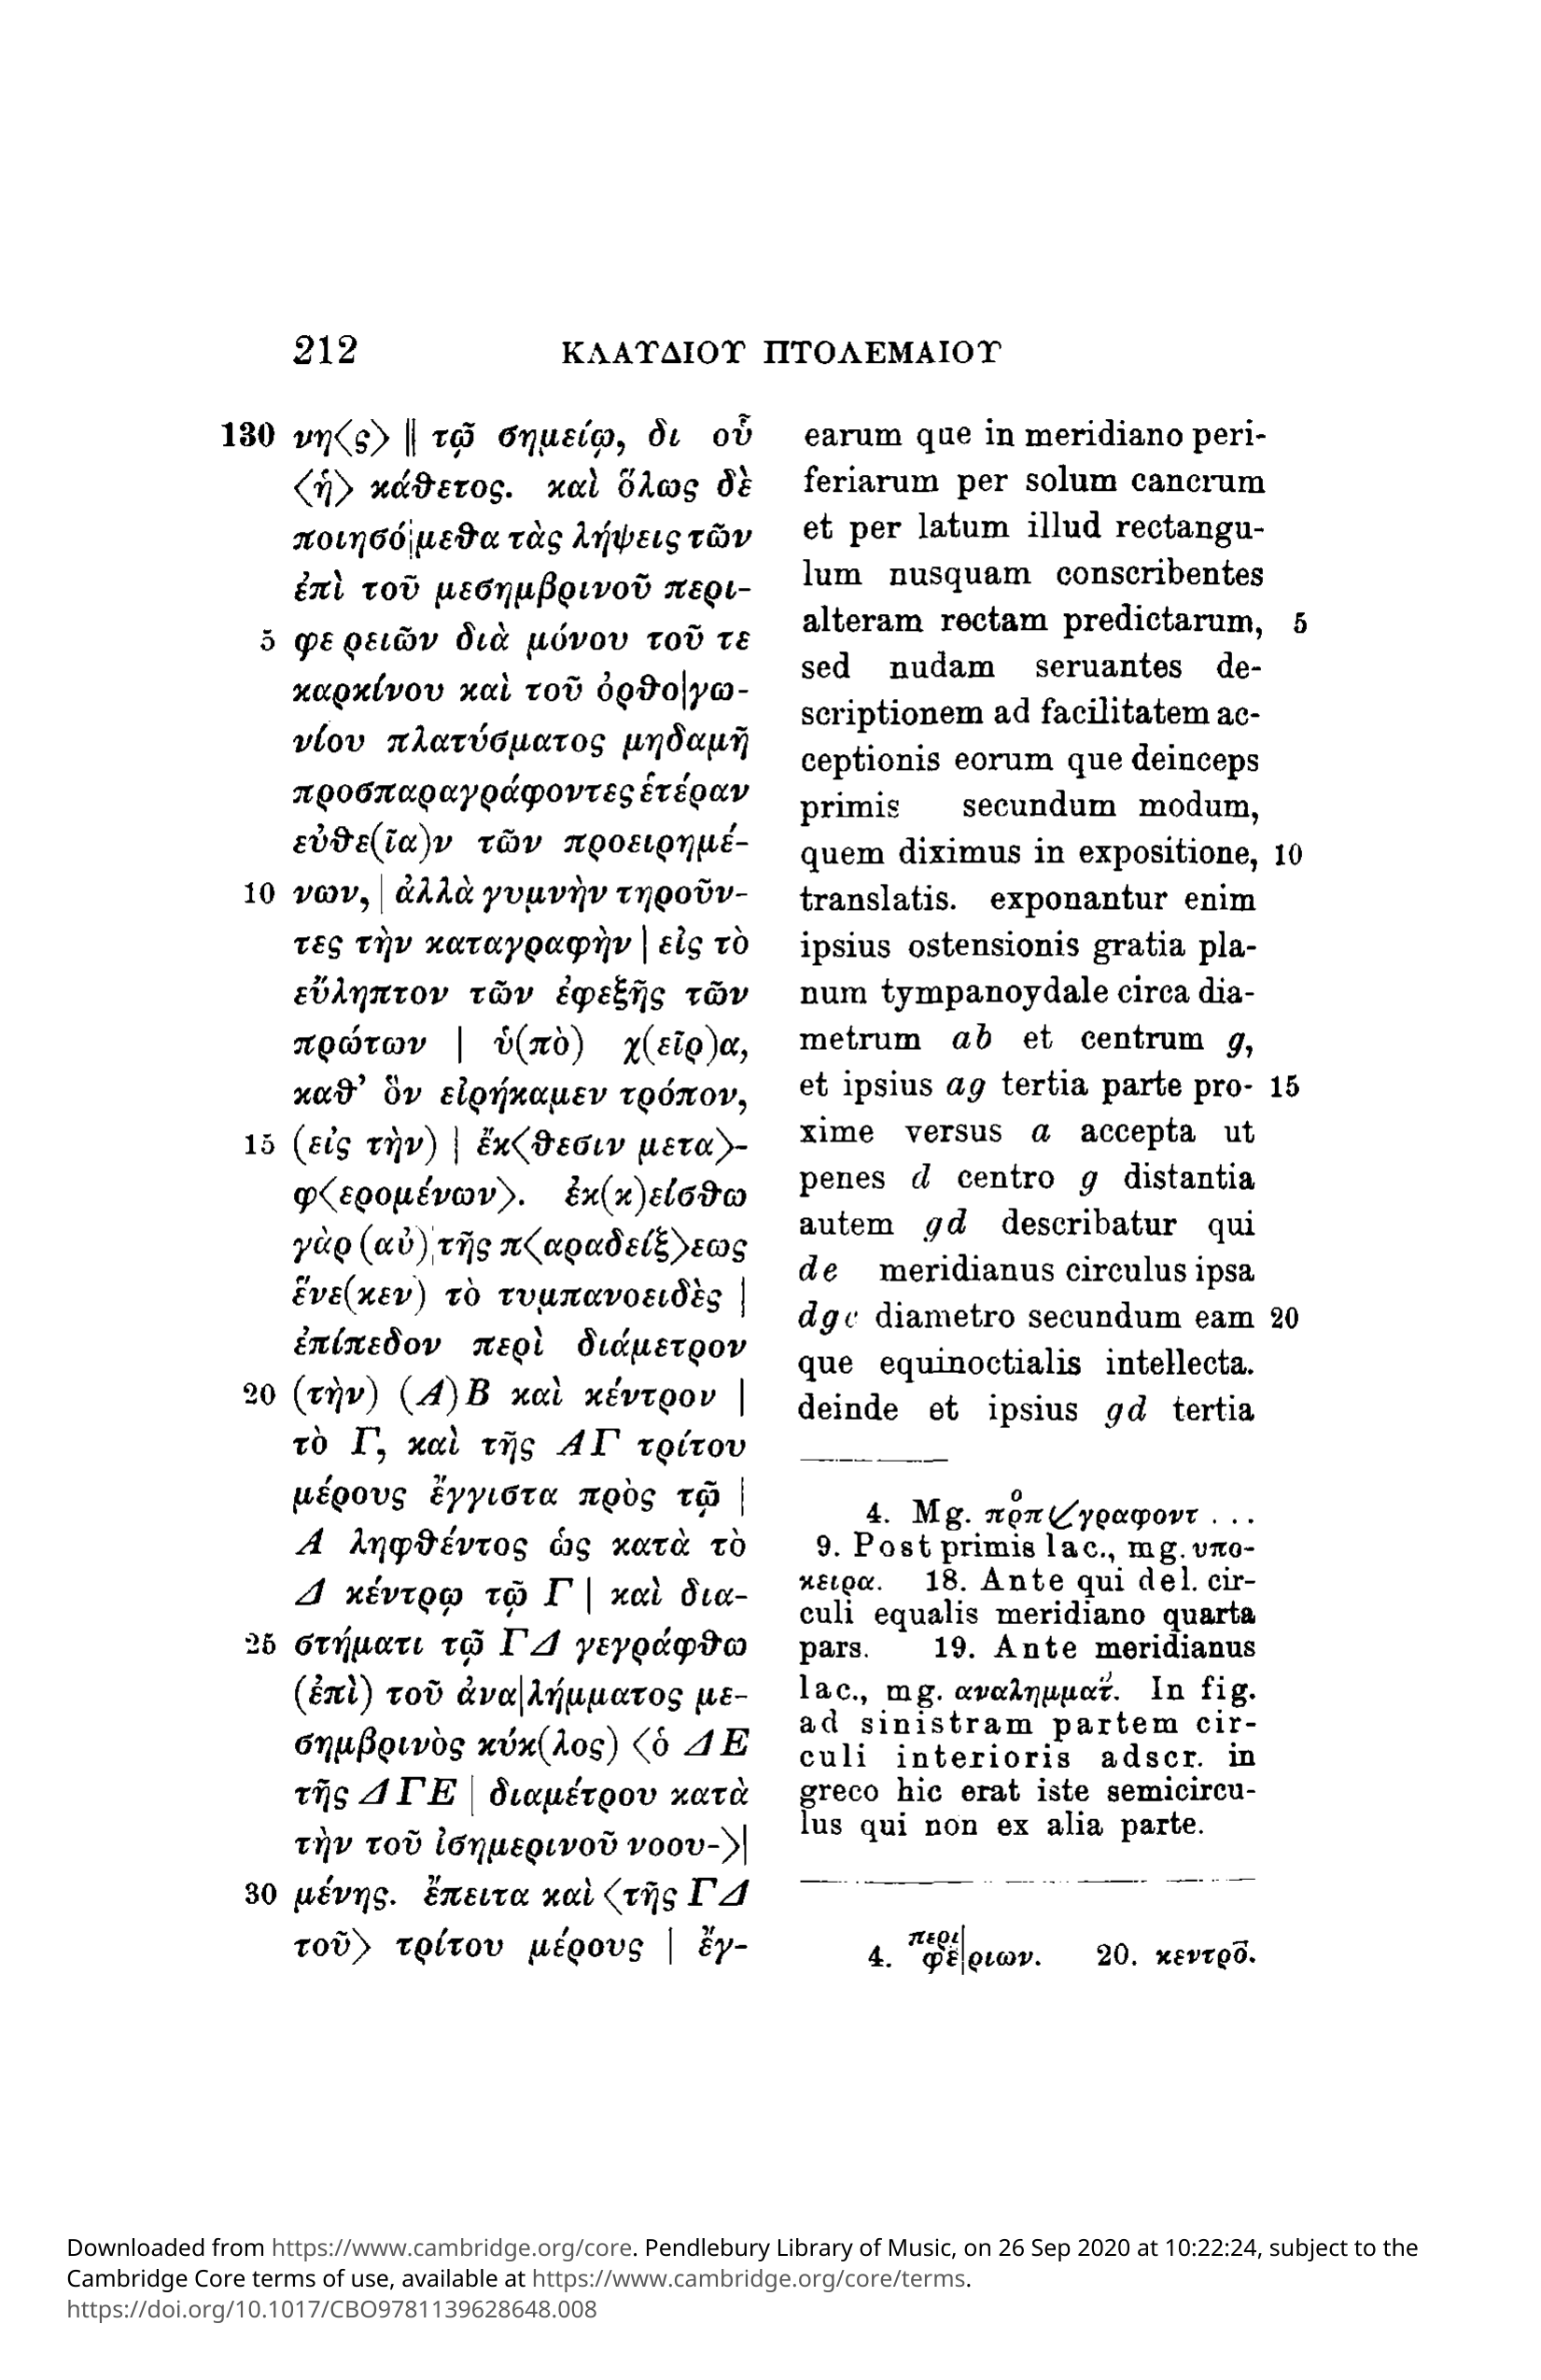 212 ΚΛΑΥΔΙΟΥ ΠΤΟΛΕΜΑΙΟΥ
130 νη〈ς〉 ‖ τῷ σημείῳ, δι οὗ
〈ἡ〉 κάθετος. καὶ ὅλως δὲ
ποιησό|μεθα τὰς λήψεις τῶν
ἐπὶ τοῦ μεσημβρινοῦ περι-
5 φε ρειῶν διὰ μόνου τοῦ τε
καρκίνου καὶ τοῦ ὀρθο|γω-
νίου πλατύσματος μηδαμῆ
προσπαραγράφοντες ἑτέραν
εὐθε(ῖα)ν τῶν προειρημέ-
10 νων, | ἀλλὰ γυμνὴν τηροῦν-
τες τὴν καταγραφὴν | εἰς τὸ
εὔληπτον τῶν ἐφεξῆς τῶν
πρώτων | ὑ(πὸ) χ(εῖρ)α,
καθ’ ὃν εἰρήκαμεν τρόπον,
15 (εἰς τὴν) | ἔκ〈θεσιν μετα〉-
φ〈ερομένων〉. ἐκ(κ)είσθω
γὰρ (αὐ)|τῆς π〈αραδείξ〉εως
ἕνε(κεν) τὸ τυμπανοειδὲς |
ἐπίπεδον περὶ διάμετρον
20 (τὴν) (Α)Β καὶ κέντρον |
τὸ Γ, καὶ τῆς ΑΓ τρίτου
μέρους ἔγγιστα πρὸς τῷ |
Α ληφθέντος ὡς κατὰ τὸ
Δ κέντρῳ τῷ Γ | καὶ δια-
25 στήματι τῷ ΓΔ γεγράφθω
(ἐπὶ) τοῦ ἀνα|λήμματος με-
σημβρινὸς κύκ(λος) 〈ὁ ΔΕ
τῆς ΔΓΕ | διαμέτρου κατὰ
τὴν τοῦ ἰσημερινοῦ νοου-〉|
30 μένης. ἔπειτα καὶ 〈τῆς ΓΔ
τοῦ〉 τρίτου μέρους | ἔγ-
earum que in meridiano peri-
feriarum per solum cancrum
et per latum illud rectangu-
lum nusquam conscribentes
alteram rectam predictarum, 5
sed nudam seruantes de-
scriptionem ad facilitatem ac-
ceptionis eorum que deinceps
primis secundum modum,
quem diximus in expositione, 10
translatis. exponantur enim
ipsius ostensionis gratia pla-
num tympanoydale circa dia-
metrum ab et centrum g,
et ipsius ag tertia parte pro- 15
xime versus a accepta ut
penes d centro g distantia
autem gd describatur qui
de meridianus circulus ipsa
dge diametro secundum eam 20
que equinoctialis intellecta.
deinde et ipsius gd tertia
4. Mg. . . .
9. Post primis lac., mg. υπο-
κειρα. 18. Ante qui del. cir-
culi equalis meridiano quarta
pars. 19. Ante meridianus
lac., mg. In fig.
ad sinistram partem cir-
culi interioris adscr. in
greco hic erat iste semicircu-
lus qui non ex alia parte.
4. 20.
Downloaded from https://www.cambridge.org/core. Pendlebury Library of Music, on 26 Sep 2020 at 10:22:24, subject to the
Cambridge Core terms of use, available at https://www.cambridge.org/core/terms.
https://doi.org/10.1017/CBO9781139628648.008